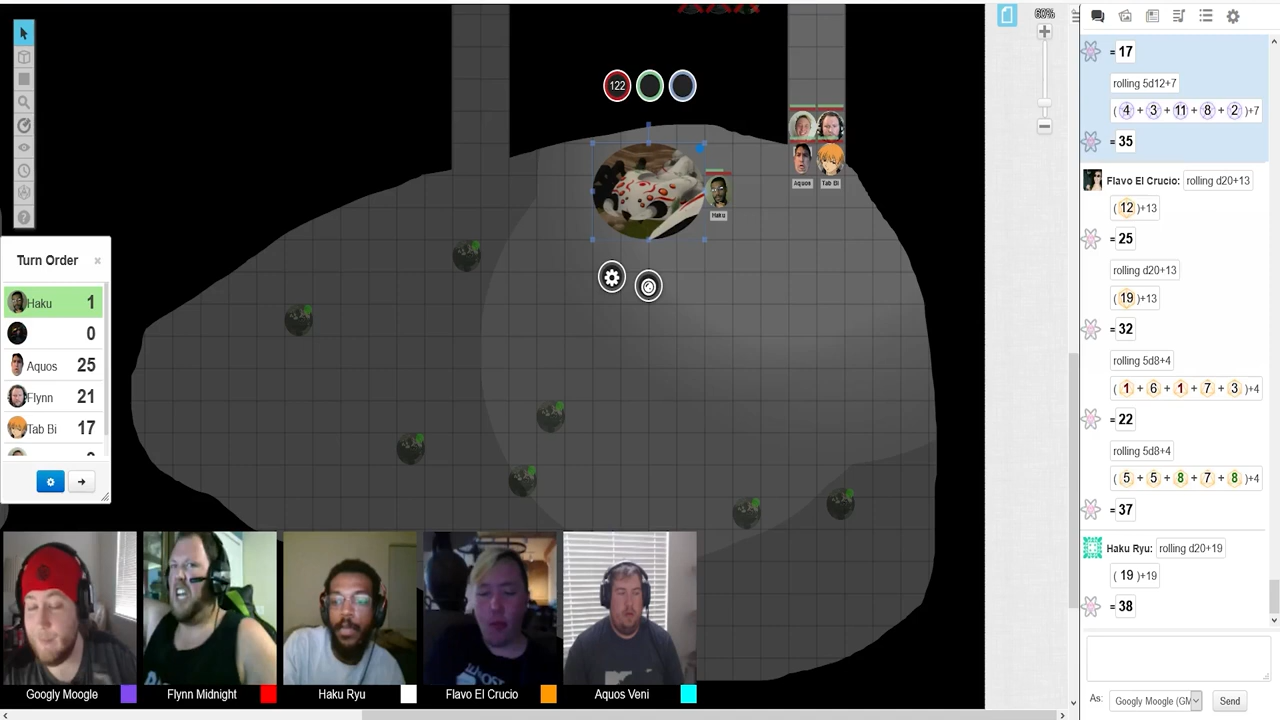 60%
122
Haku
Aquos
Tab Bi
Turn Order
×
Haku 1
0
Aquos 25
Flynn 21
Tab Bi 17
= 17
rolling 5d12+7
(4+3+11+8+2)+7
= 35
Flavo El Crucio: rolling d20+13
(12)+13
= 25
rolling d20+13
(19)+13
= 32
rolling 5d8+4
(1+6+1+7+3)+4
= 22
rolling 5d8+4
(5+5+8+7+8)+4
= 37
Haku Ryu: rolling d20+19
(19)+19
= 38
As: Googly Moogle (GM
Send
Googly Moogle
Flynn Midnight
Haku Ryu
Flavo El Crucio
Aquos Veni